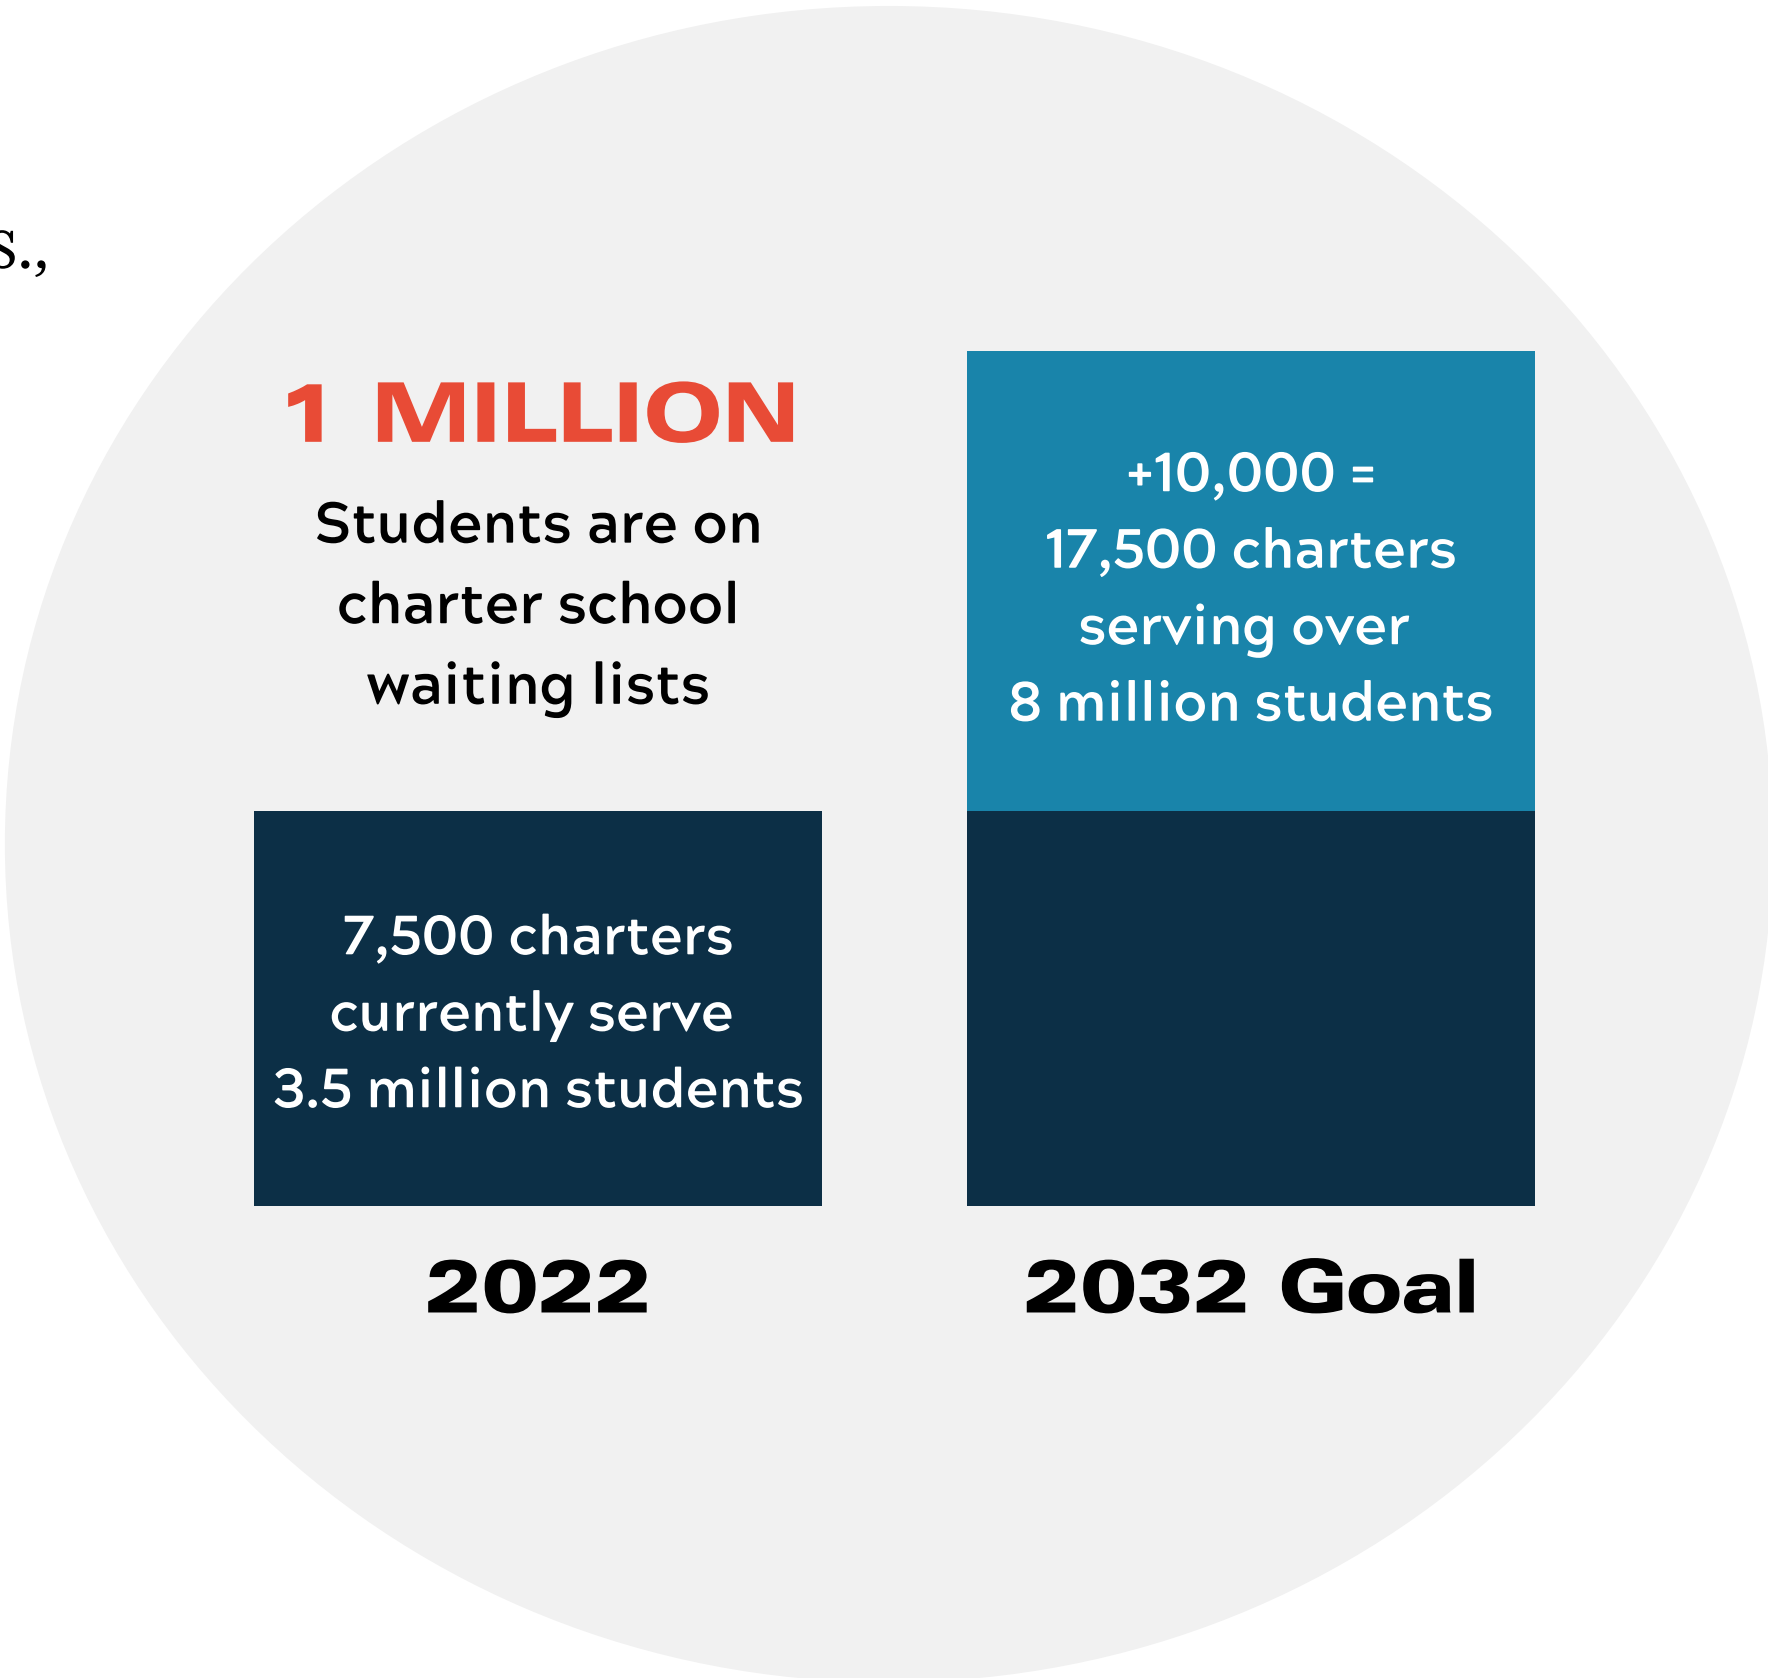 s.,
1 MILLION
Students are on
charter school
waiting lists
7,500 charters
currently serve
3.5 million students
2022
+10,000 =
17,500 charters
serving over
8 million students
2032 Goal